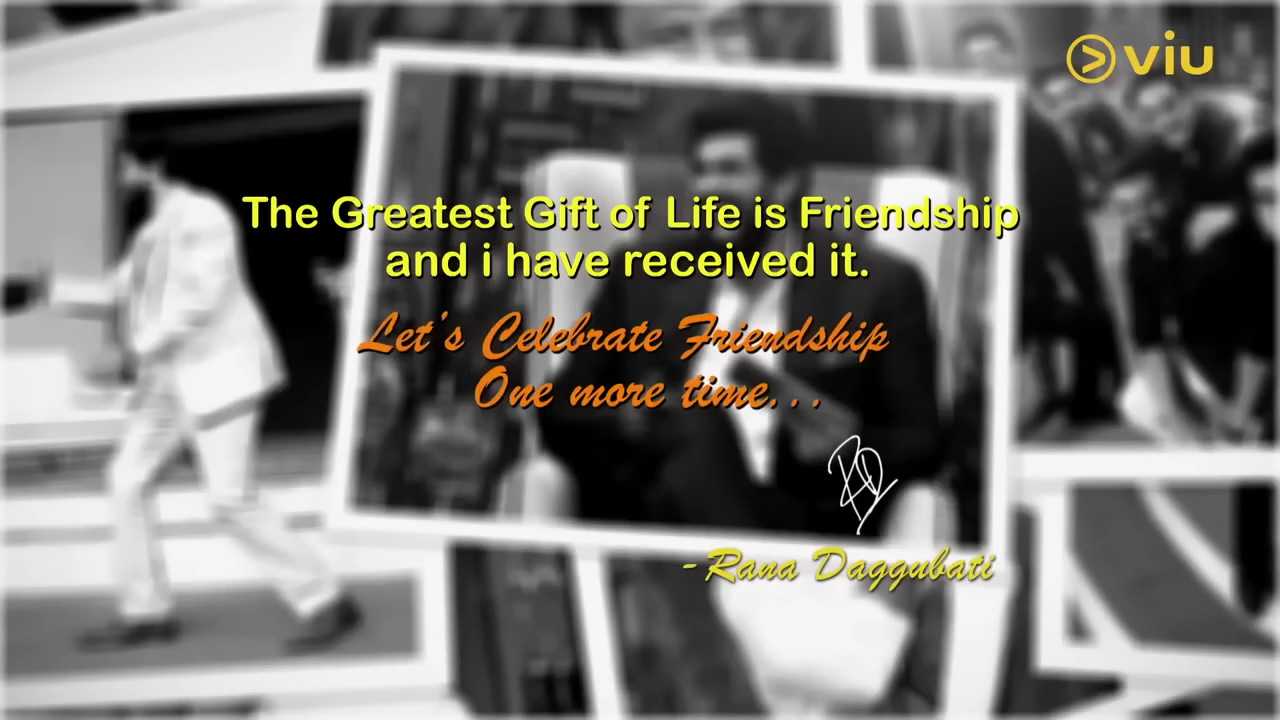 viu
The Greatest Gift of Life is Friendship
and i have received it.
Let's Celebrate Friendship
One more time...
-Rana Daggubati